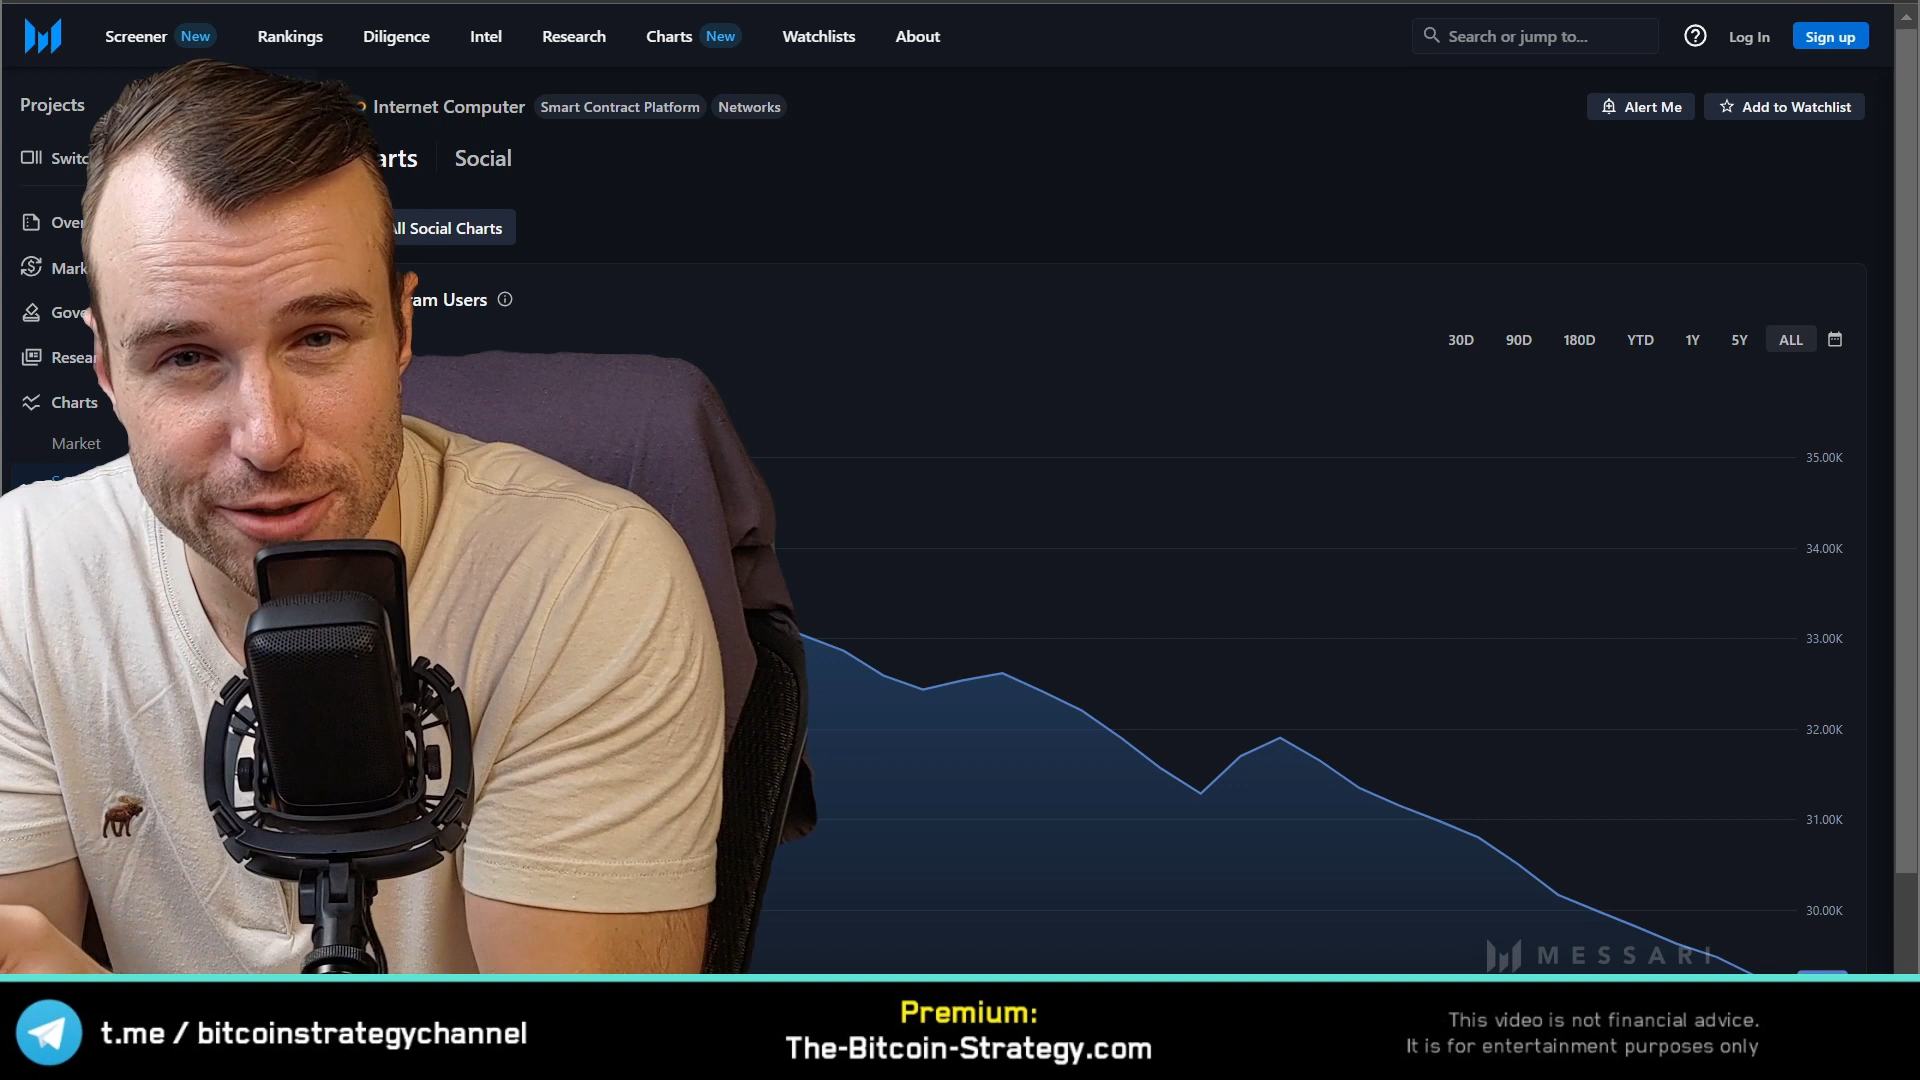 Screener New Rankings Diligence Intel Research Charts New Watchlists About Search or jump to... Log In Sign up
Projects Internet Computer Smart Contract Platform Networks Alert Me Add to Watchlist
Social
All Social Charts
Users
30D 90D 180D YTD 1Y 5Y ALL
Charts
Market
35.00K
34.00K
33.00K
32.00K
31.00K
30.00K
MESSARI
t.me / bitcoinstrategychannel
Premium:
The-Bitcoin-Strategy.com
This video is not financial advice.
It is for entertainment purposes only